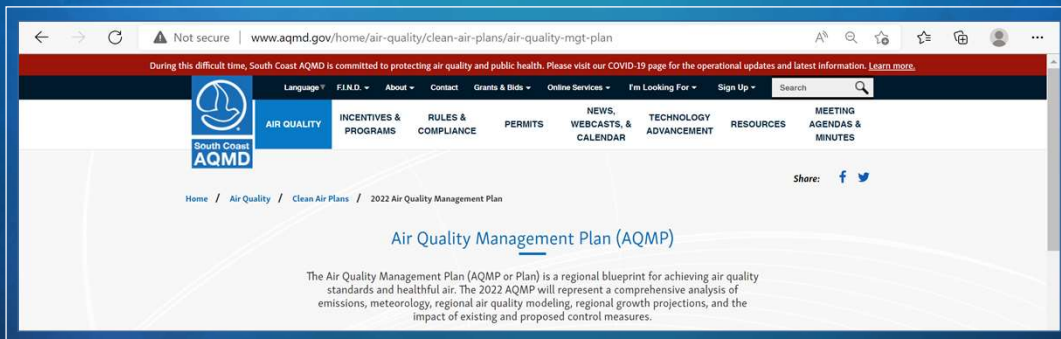 Not secure | www.aqmd.gov/home/air-quality/clean-air-plans/air-quality-mgt-plan
During this difficult time, South Coast AQMD is committed to protecting air quality and public health. Please visit our COVID-19 page for the operational updates and latest information. Learn more.
Language F.I.N.D. About Contact Grants & Bids Online Services I'm Looking For Sign Up Search
South Coast
AQMD
AIR QUALITY
INCENTIVES &
PROGRAMS
RULES &
COMPLIANCE
PERMITS
NEWS,
WEBCASTS, &
CALENDAR
TECHNOLOGY
ADVANCEMENT
RESOURCES
MEETING
AGENDAS &
MINUTES
Share:
Home / Air Quality / Clean Air Plans / 2022 Air Quality Management Plan
Air Quality Management Plan (AQMP)
The Air Quality Management Plan (AQMP or Plan) is a regional blueprint for achieving air quality
standards and healthful air. The 2022 AQMP will represent a comprehensive analysis of
emissions, meteorology, regional air quality modeling, regional growth projections, and the
impact of existing and proposed control measures.